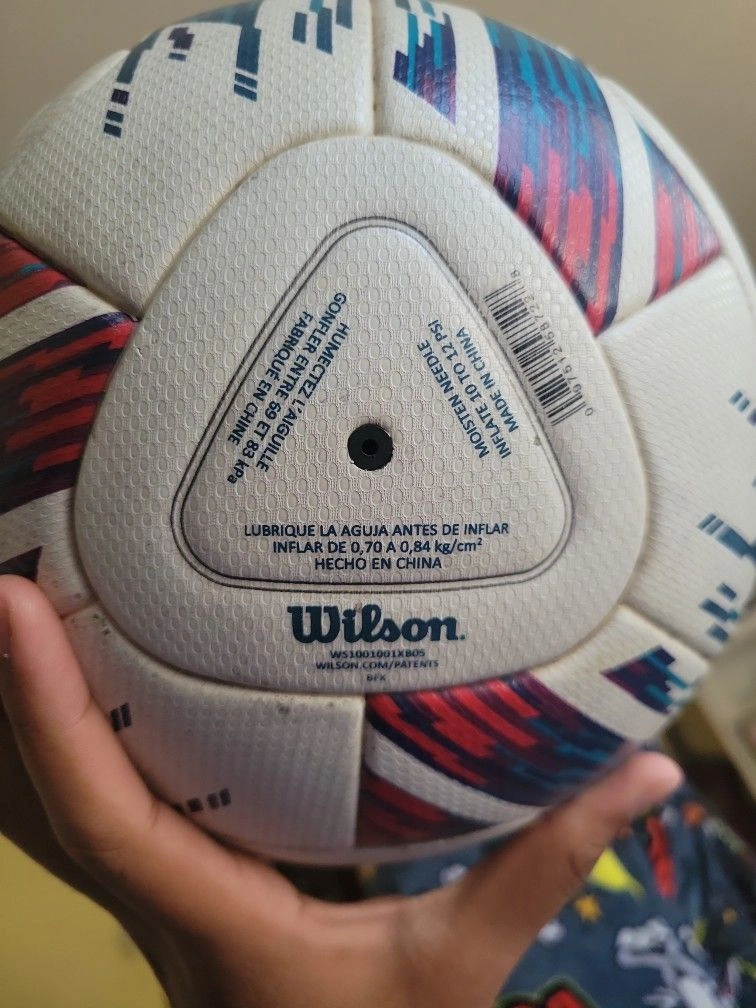 HUMECTEZ L'AIGUILLE
GONFLER ENTRE 69 ET 83 kPa
FABRIQUÉ EN CHINE
MOISTEN NEEDLE
INFLATE 10 TO 12 PSI
MADE IN CHINA
LUBRIQUE LA AGUJA ANTES DE INFLAR
INFLAR DE 0,70 A 0,84 kg/cm²
HECHO EN CHINA
Wilson.
WS1001001XB05
WILSON.COM/PATENTS
BFK